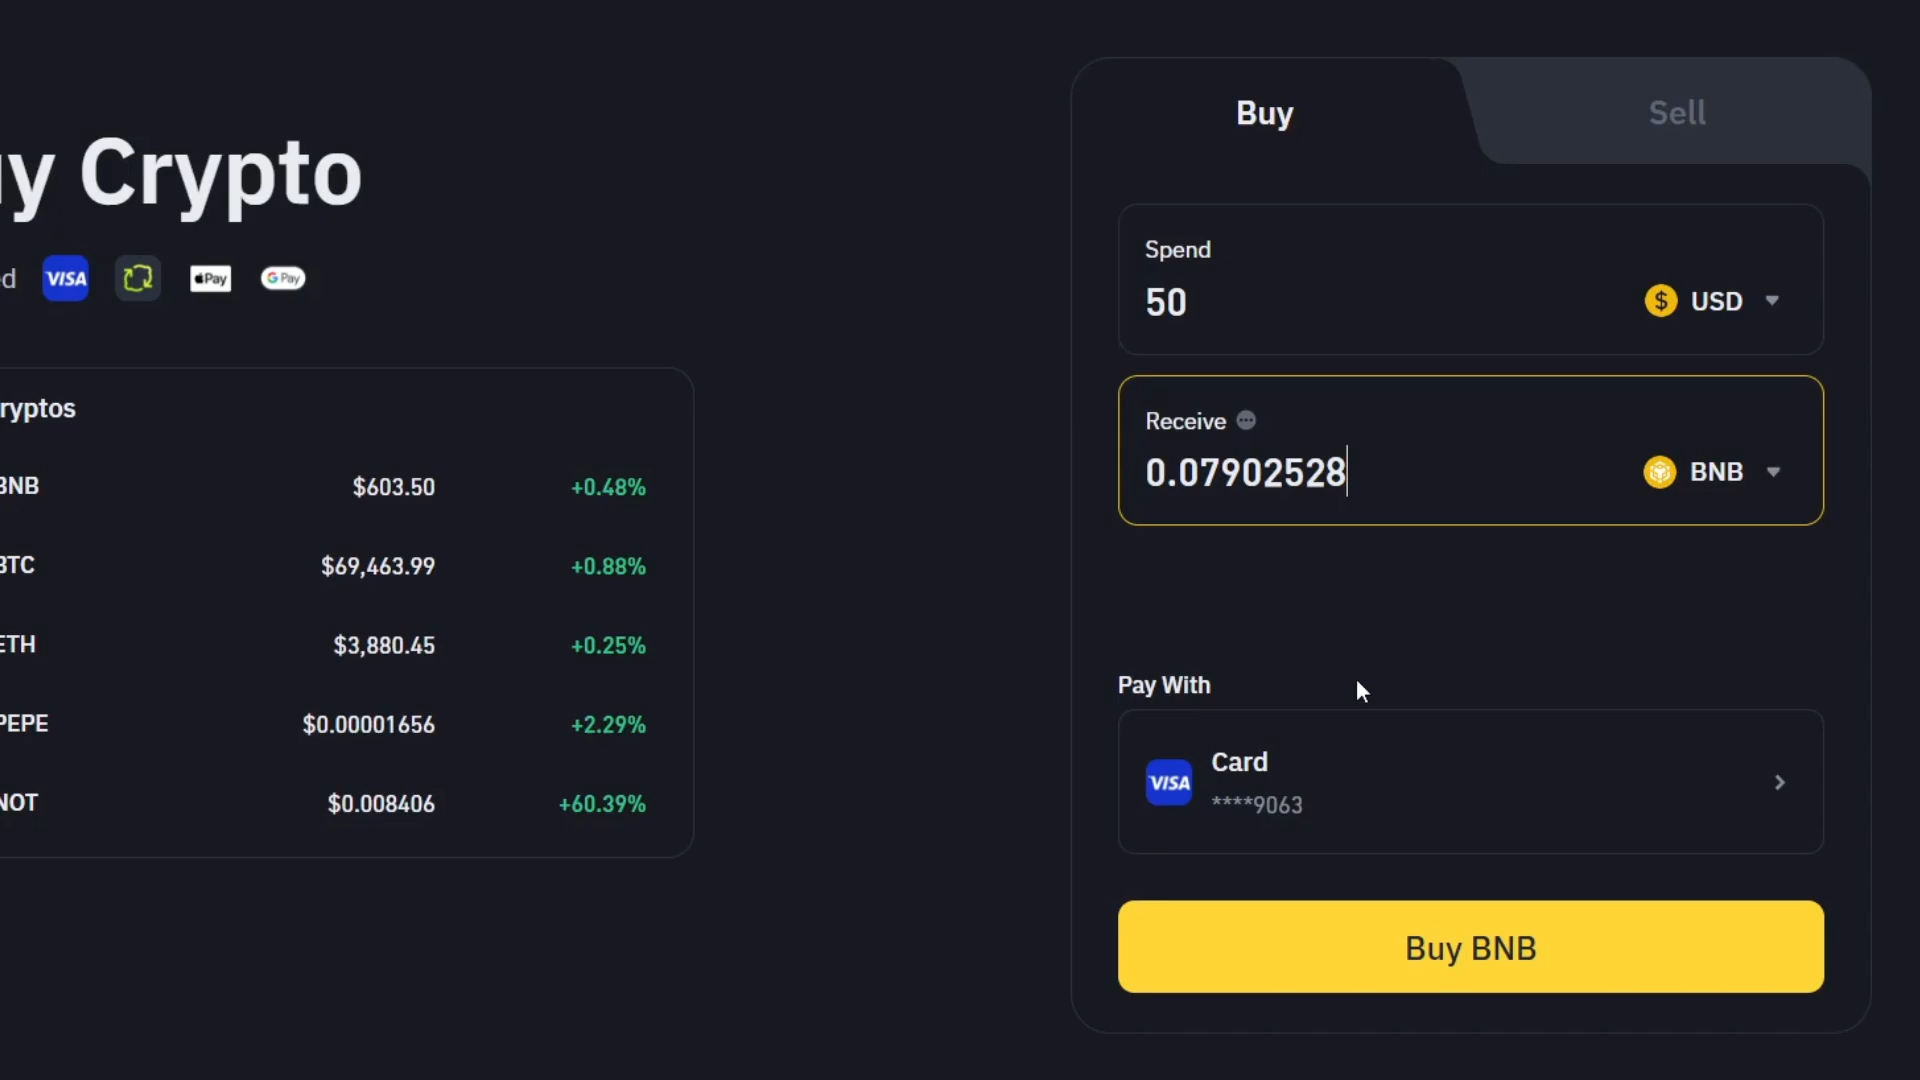 y Crypto
ed
VISA
Pay
G Pay
ryptos
BNB $603.50 +0.48%
BTC $69,463.99 +0.88%
ETH $3,880.45 +0.25%
PEPE $0.00001656 +2.29%
NOT $0.008406 +60.39%
Buy
Sell
Spend
50
$ USD
Receive
0.07902528
BNB
Pay With
VISA
Card
****9063
Buy BNB